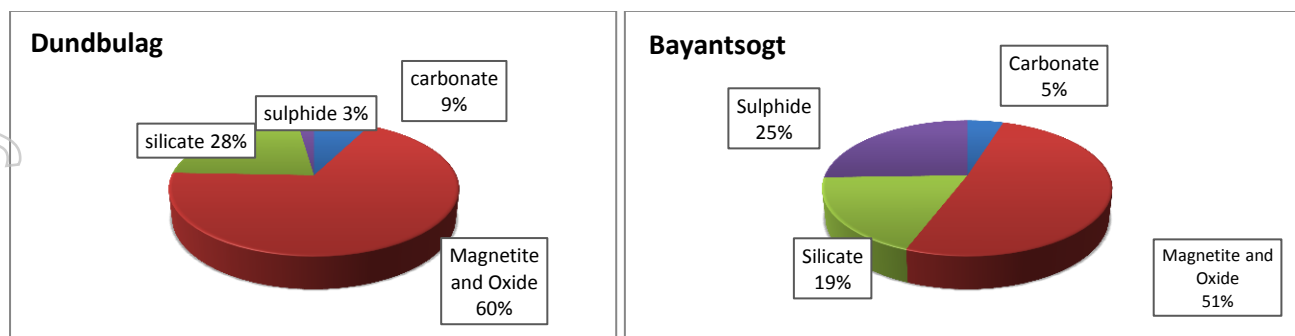 Dundbulag
carbonate
9%
sulphide 3%
silicate 28%
Magnetite
and Oxide
60%
Bayantsogt
Carbonate
5%
Sulphide
25%
Silicate
19%
Magnetite and
Oxide
51%